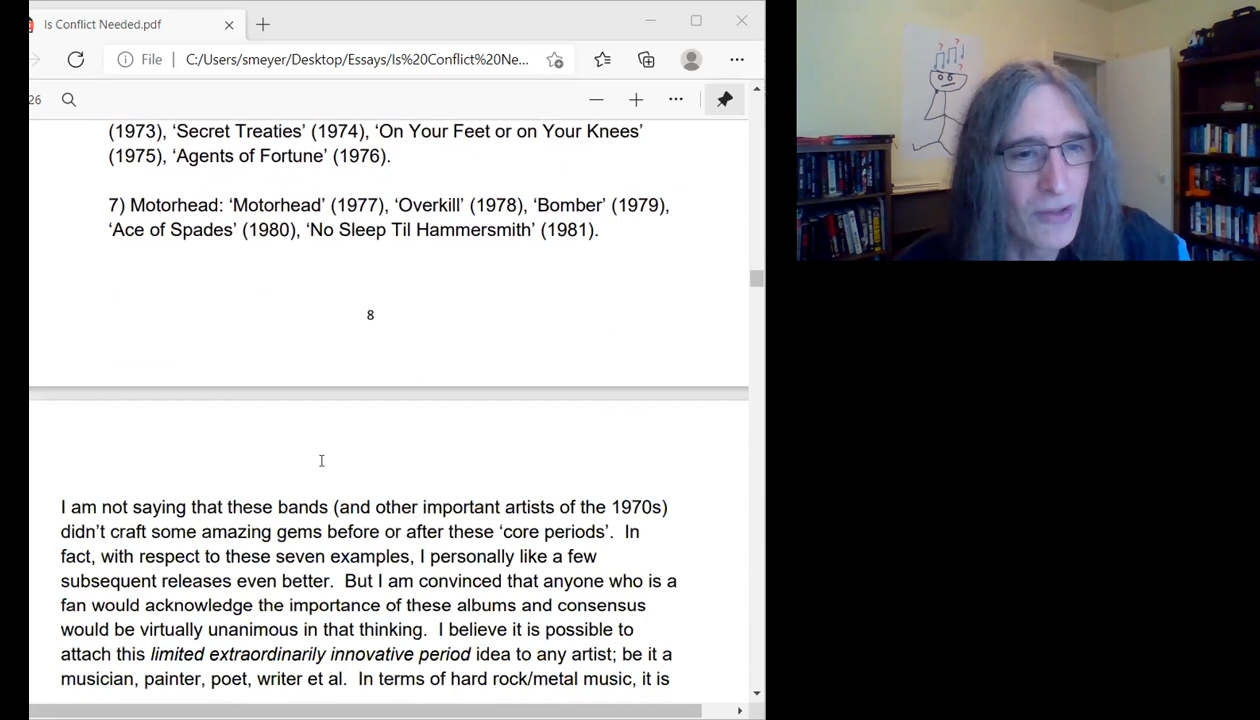 Is Conflict Needed.pdf
File
C:/Users/smeyer/Desktop/Essays/Is%20Conflict%20Ne...
26
(1973), ‘Secret Treaties’ (1974), ‘On Your Feet or on Your Knees’
(1975), ‘Agents of Fortune’ (1976).
7) Motorhead: ‘Motorhead’ (1977), ‘Overkill’ (1978), ‘Bomber’ (1979),
‘Ace of Spades’ (1980), ‘No Sleep Til Hammersmith’ (1981).
8
I am not saying that these bands (and other important artists of the 1970s)
didn’t craft some amazing gems before or after these ‘core periods’.  In
fact, with respect to these seven examples, I personally like a few
subsequent releases even better.  But I am convinced that anyone who is a
fan would acknowledge the importance of these albums and consensus
would be virtually unanimous in that thinking.  I believe it is possible to
attach this limited extraordinarily innovative period idea to any artist; be it a
musician, painter, poet, writer et al.  In terms of hard rock/metal music, it is
? ?
?